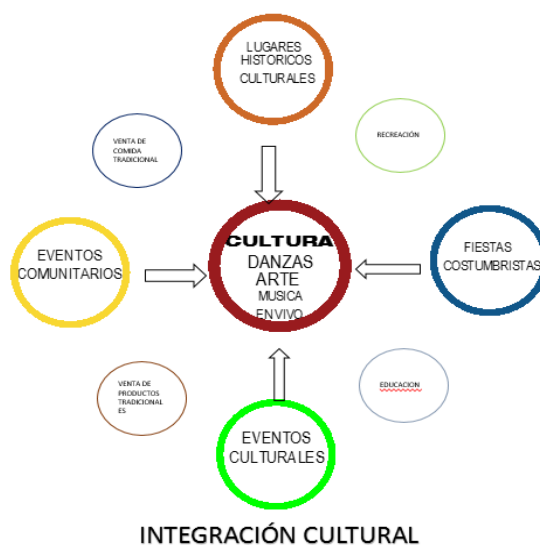 LUGARES
HISTORICOS
CULTURALES
VENTA DE
COMIDA
TRADICIONAL
RECREACIÓN
EVENTOS
COMUNITARIOS
CULTURA
DANZAS
ARTE
MUSICA
EN VIVO
FIESTAS
COSTUMBRISTAS
VENTA DE
PRODUCTOS
TRADICIONAL
ES
EDUCACION
EVENTOS
CULTURALES
INTEGRACIÓN CULTURAL